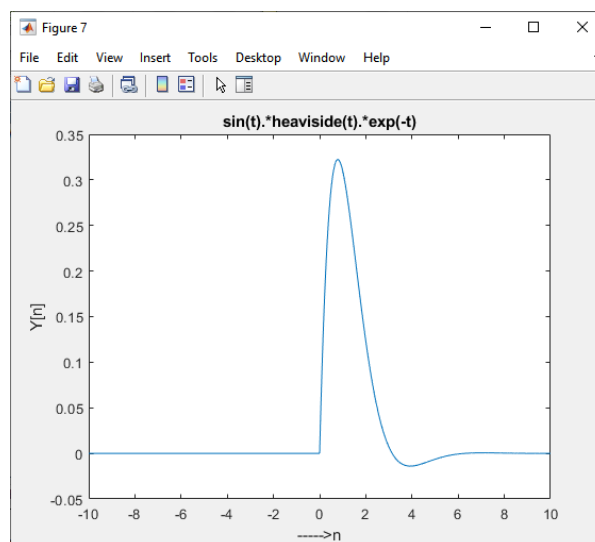 Figure 7
File Edit View Insert Tools Desktop Window Help
sin(t).*heaviside(t).*exp(-t)
0.35
0.3
0.25
0.2
0.15
0.1
0.05
0
-0.05
Y[n]
-10 -8 -6 -4 -2 0 2 4 6 8 10
----->n